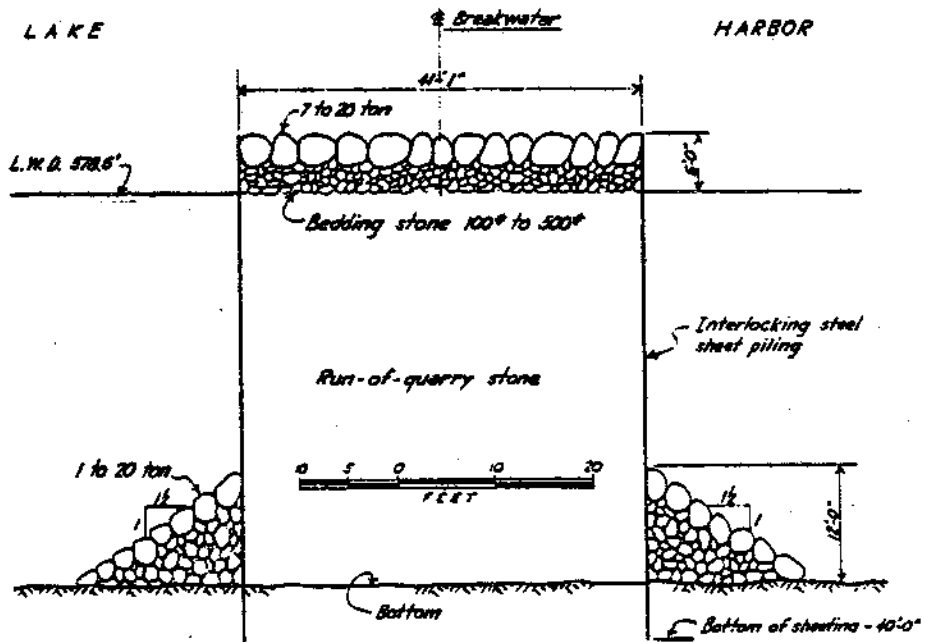 LAKE
℄ Breakwater
HARBOR
41'-1"
7 to 20 ton
L.W.D. 578.6'
6'-0"
Bedding stone 100# to 500#
Interlocking steel
sheet piling
Run-of-quarry stone
1 to 20 ton
10 5 0 10 20
FEET
1½
1
1½
1
12'-0"
Bottom
Bottom of sheeting - 40'-0"